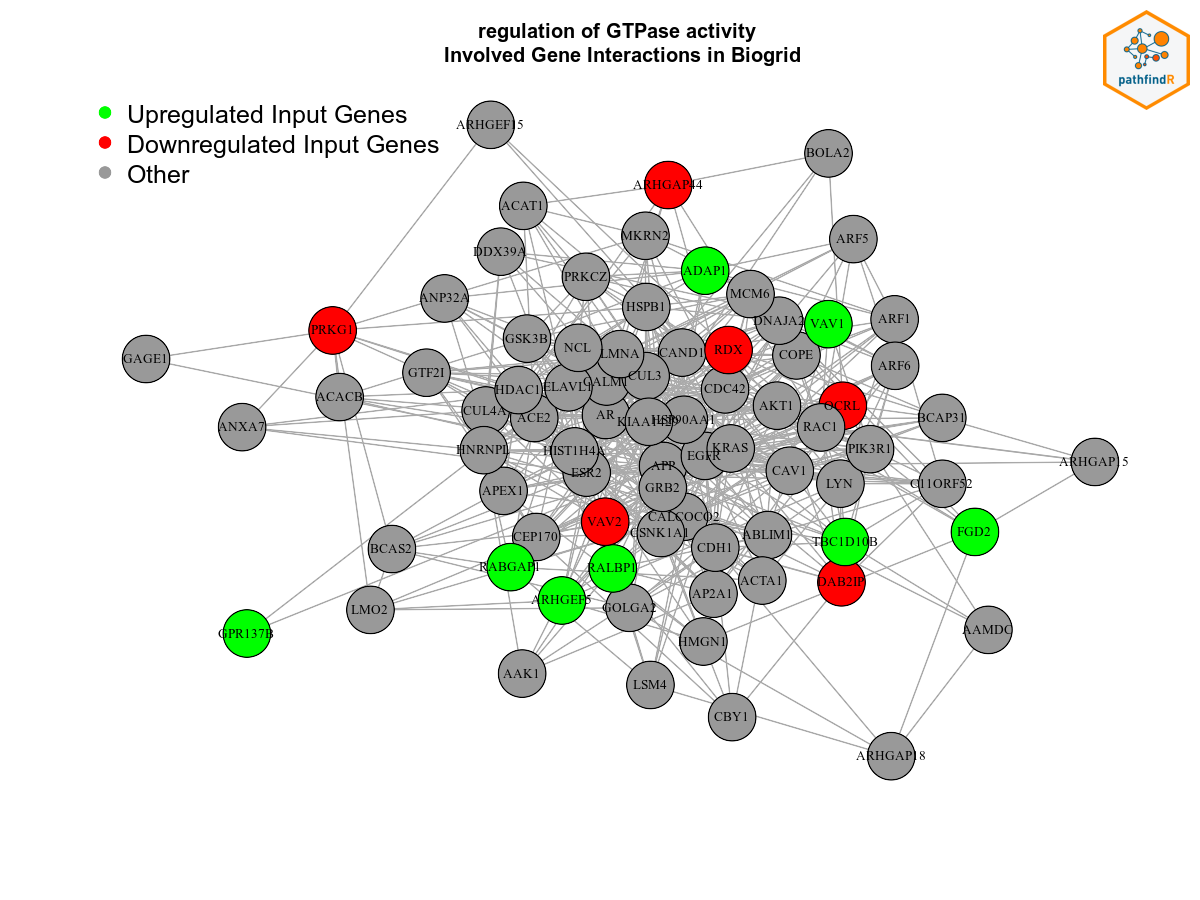 regulation of GTPase activity
Involved Gene Interactions in Biogrid
pathfindR
Upregulated Input Genes
Downregulated Input Genes
Other
ARHGEF15
BOLA2
ARHGAP44
ACAT1
MKRN2
ARF5
DDX39A
ADAP1
PRKCZ
MCM6
ANP32A
HSPB1
DNAJA2
VAV1
ARF1
PRKG1
GSK3B
NCL
LMNA
CAND1
RDX
COPE
GAGE1
ARF6
GTF2I
CUL3
CALM1
ELAVL1
HDAC1
CDC42
ACACB
CUL4A
ACE2
AR
AKT1
OCRL
BCAP31
ANXA7
KIAA1429
HSP90AA1
RAC1
HNRNPL
HIST1H4A
EGFR
KRAS
PIK3R1
ARHGAP15
ESR2
APP
CAV1
APEX1
GRB2
LYN
C11ORF52
CALCOCO2
VAV2
CSNK1A1
CEP170
ABLIM1
FGD2
BCAS2
CDH1
TBC1D10B
RABGAP1
RALBP1
ACTA1
DAB2IP
ARHGEF5
AP2A1
LMO2
GOLGA2
GPR137B
HMGN1
AAMDC
AAK1
LSM4
CBY1
ARHGAP18